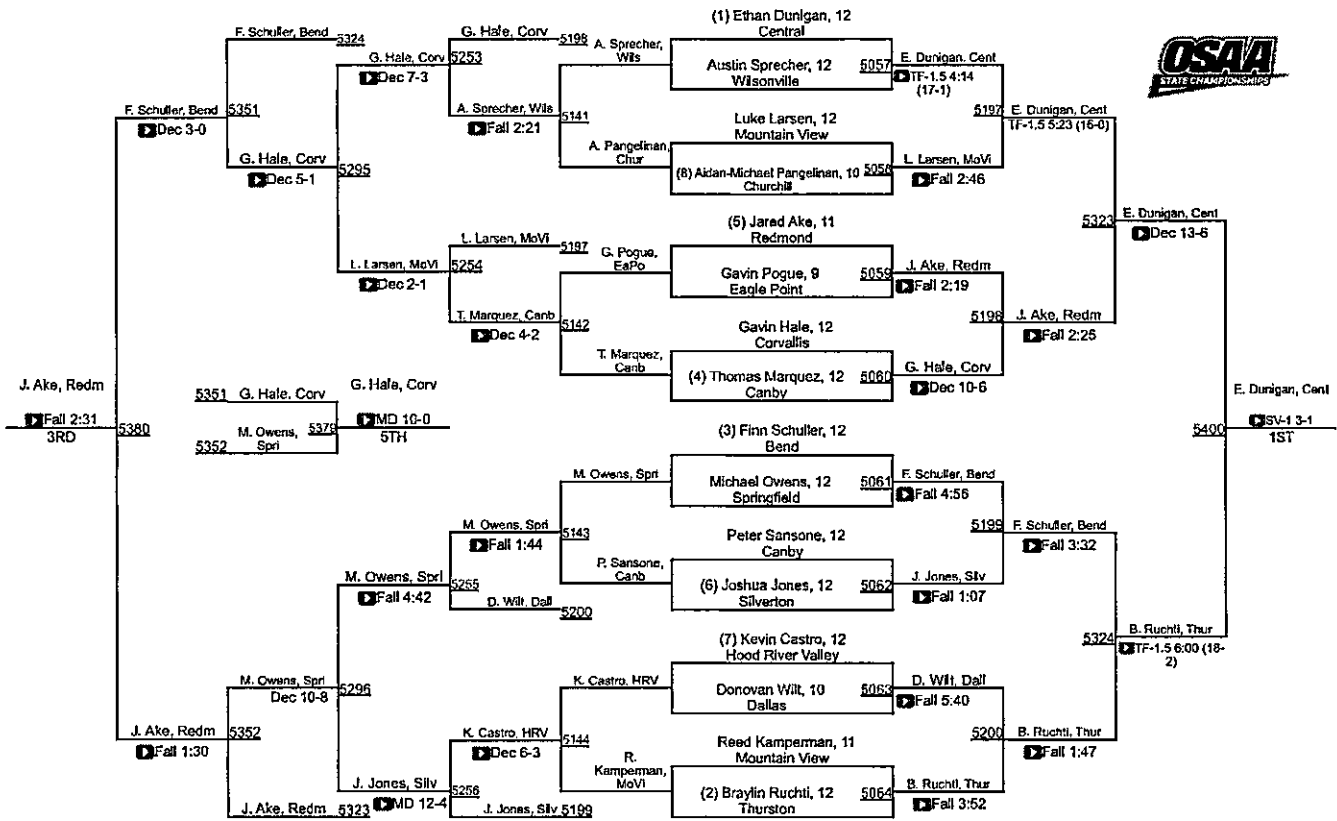 (1) Ethan Dunigan, 12
Central
OSAA
STATE CHAMPIONSHIPS
F. Schuller, Bend
5324
G. Hale, Corv
5198
A. Sprecher,
Wils
E. Dunigan, Cent
G. Hale, Corv
5253
Dec 7-3
Austin Sprecher, 12
Wilsonville
5057
TF-1.5 4:14
(17-1)
F. Schuller, Bend
5351
Dec 3-0
A. Sprecher, Wils
5141
Fall 2:21
5197
E. Dunigan, Cent
TF-1.5 5:23 (16-0)
Luke Larsen, 12
Mountain View
G. Hale, Corv
5295
Dec 5-1
A. Pangelinan,
Chur
(8) Aidan-Michael Pangelinan, 10
Churchill
5058
L. Larsen, MoVi
Fall 2:46
(5) Jared Ake, 11
Redmond
5323
E. Dunigan, Cent
Dec 13-6
L. Larsen, MoVi
5197
G. Pogue,
EaPo
L. Larsen, MoVi
5254
Dec 2-1
Gavin Pogue, 9
Eagle Point
5059
J. Ake, Redm
Fall 2:19
T. Marquez, Canb
5142
Dec 4-2
5198
J. Ake, Redm
Fall 2:25
Gavin Hale, 12
Corvallis
T. Marquez,
Canb
(4) Thomas Marquez, 12
Canby
5060
G. Hale, Corv
Dec 10-6
J. Ake, Redm
Fall 2:31
3RD
5380
5351
G. Hale, Corv
G. Hale, Corv
MD 10-0
5TH
5379
M. Owens,
Spri
5352
E. Dunigan, Cent
SV-1 3-1
1ST
5400
(3) Finn Schuller, 12
Bend
M. Owens, Spri
Michael Owens, 12
Springfield
5061
F. Schuller, Bend
Fall 4:56
M. Owens, Spri
5143
Fall 1:44
5199
F. Schuller, Bend
Fall 3:32
Peter Sansone, 12
Canby
P. Sansone,
Canb
M. Owens, Spri
5255
Fall 4:42
(6) Joshua Jones, 12
Silverton
5062
J. Jones, Silv
Fall 1:07
D. Wilt, Dall
5200
(7) Kevin Castro, 12
Hood River Valley
5324
B. Ruchti, Thur
TF-1.5 6:00 (18-
2)
M. Owens, Spri
5296
Dec 10-8
K. Castro, HRV
Donovan Wilt, 10
Dallas
5063
D. Wilt, Dall
Fall 5:40
J. Ake, Redm
5352
Fall 1:30
K. Castro, HRV
5144
Dec 6-3
5200
B. Ruchti, Thur
Fall 1:47
Reed Kamperman, 11
Mountain View
R.
Kamperman,
MoVi
J. Jones, Silv
5256
MD 12-4
(2) Braylin Ruchti, 12
Thurston
5064
B. Ruchti, Thur
Fall 3:52
J. Ake, Redm
5323
J. Jones, Silv
5199